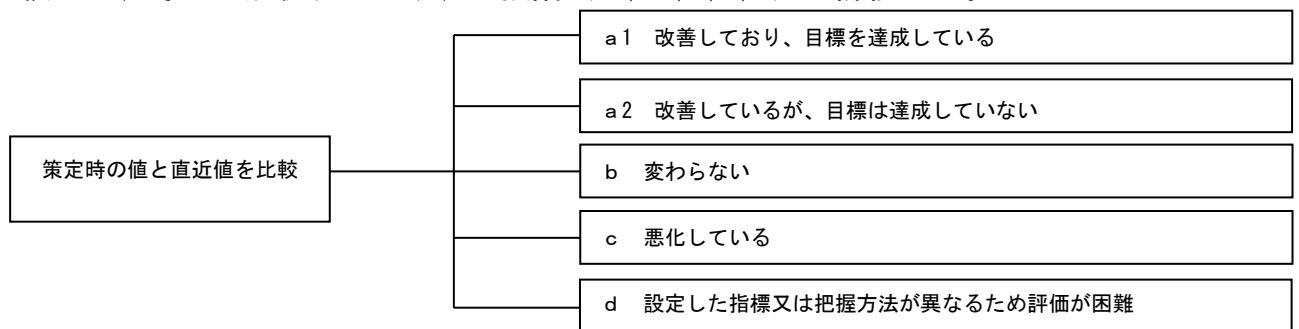 策定時の値と直近値を比較
ａ1　改善しており、目標を達成している
ａ2　改善しているが、目標は達成していない
ｂ　変わらない
ｃ　悪化している
ｄ　設定した指標又は把握方法が異なるため評価が困難